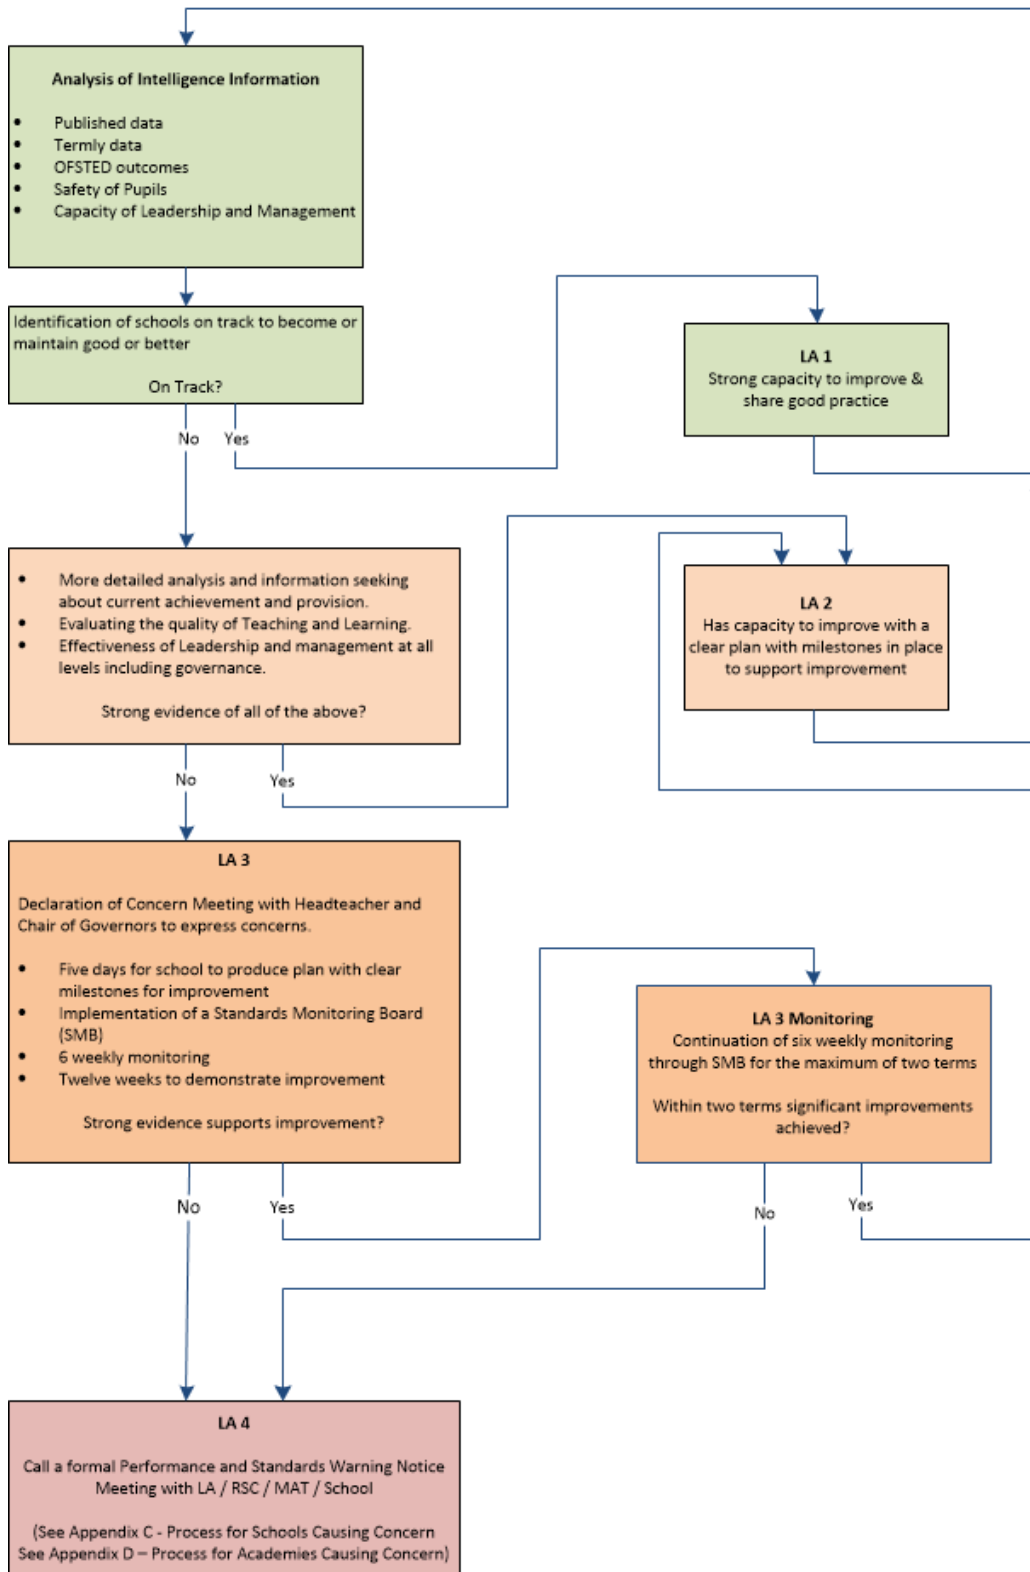 Analysis of Intelligence Information
• Published data
• Termly data
• OFSTED outcomes
• Safety of Pupils
• Capacity of Leadership and Management
Identification of schools on track to become or
maintain good or better
On Track?
No
Yes
LA 1
Strong capacity to improve &
share good practice
• More detailed analysis and information seeking
about current achievement and provision.
• Evaluating the quality of Teaching and Learning.
• Effectiveness of Leadership and management at all
levels including governance.
Strong evidence of all of the above?
No
Yes
LA 2
Has capacity to improve with a
clear plan with milestones in place
to support improvement
LA 3
Declaration of Concern Meeting with Headteacher and
Chair of Governors to express concerns.
• Five days for school to produce plan with clear
milestones for improvement
• Implementation of a Standards Monitoring Board
(SMB)
• 6 weekly monitoring
• Twelve weeks to demonstrate improvement
Strong evidence supports improvement?
No
Yes
LA 3 Monitoring
Continuation of six weekly monitoring
through SMB for the maximum of two terms
Within two terms significant improvements
achieved?
No
Yes
LA 4
Call a formal Performance and Standards Warning Notice
Meeting with LA / RSC / MAT / School
(See Appendix C - Process for Schools Causing Concern
See Appendix D – Process for Academies Causing Concern)